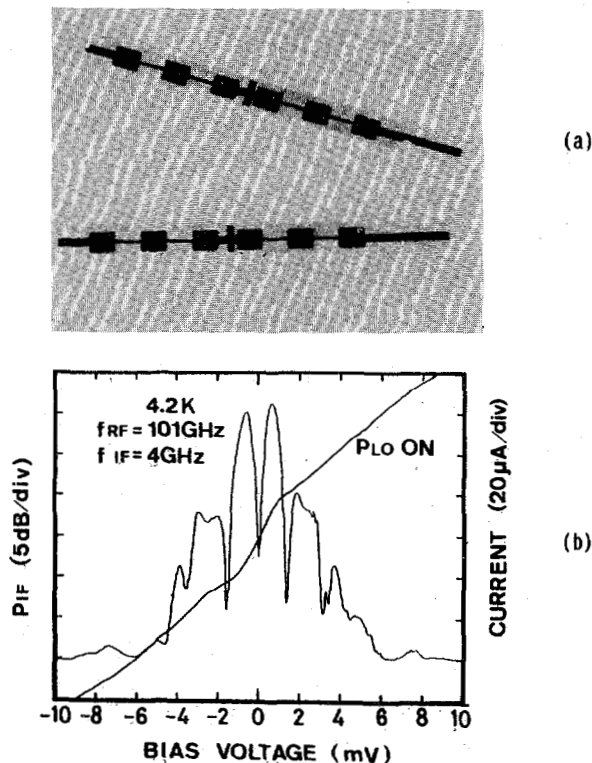 (a)
4.2K
fRF = 101GHz
f IF = 4GHz
PLO ON
PIF (5dB/div)
CURRENT (20µA/div)
(b)
-10 -8 -6 -4 -2 0 2 4 6 8 10
BIAS VOLTAGE (mV)